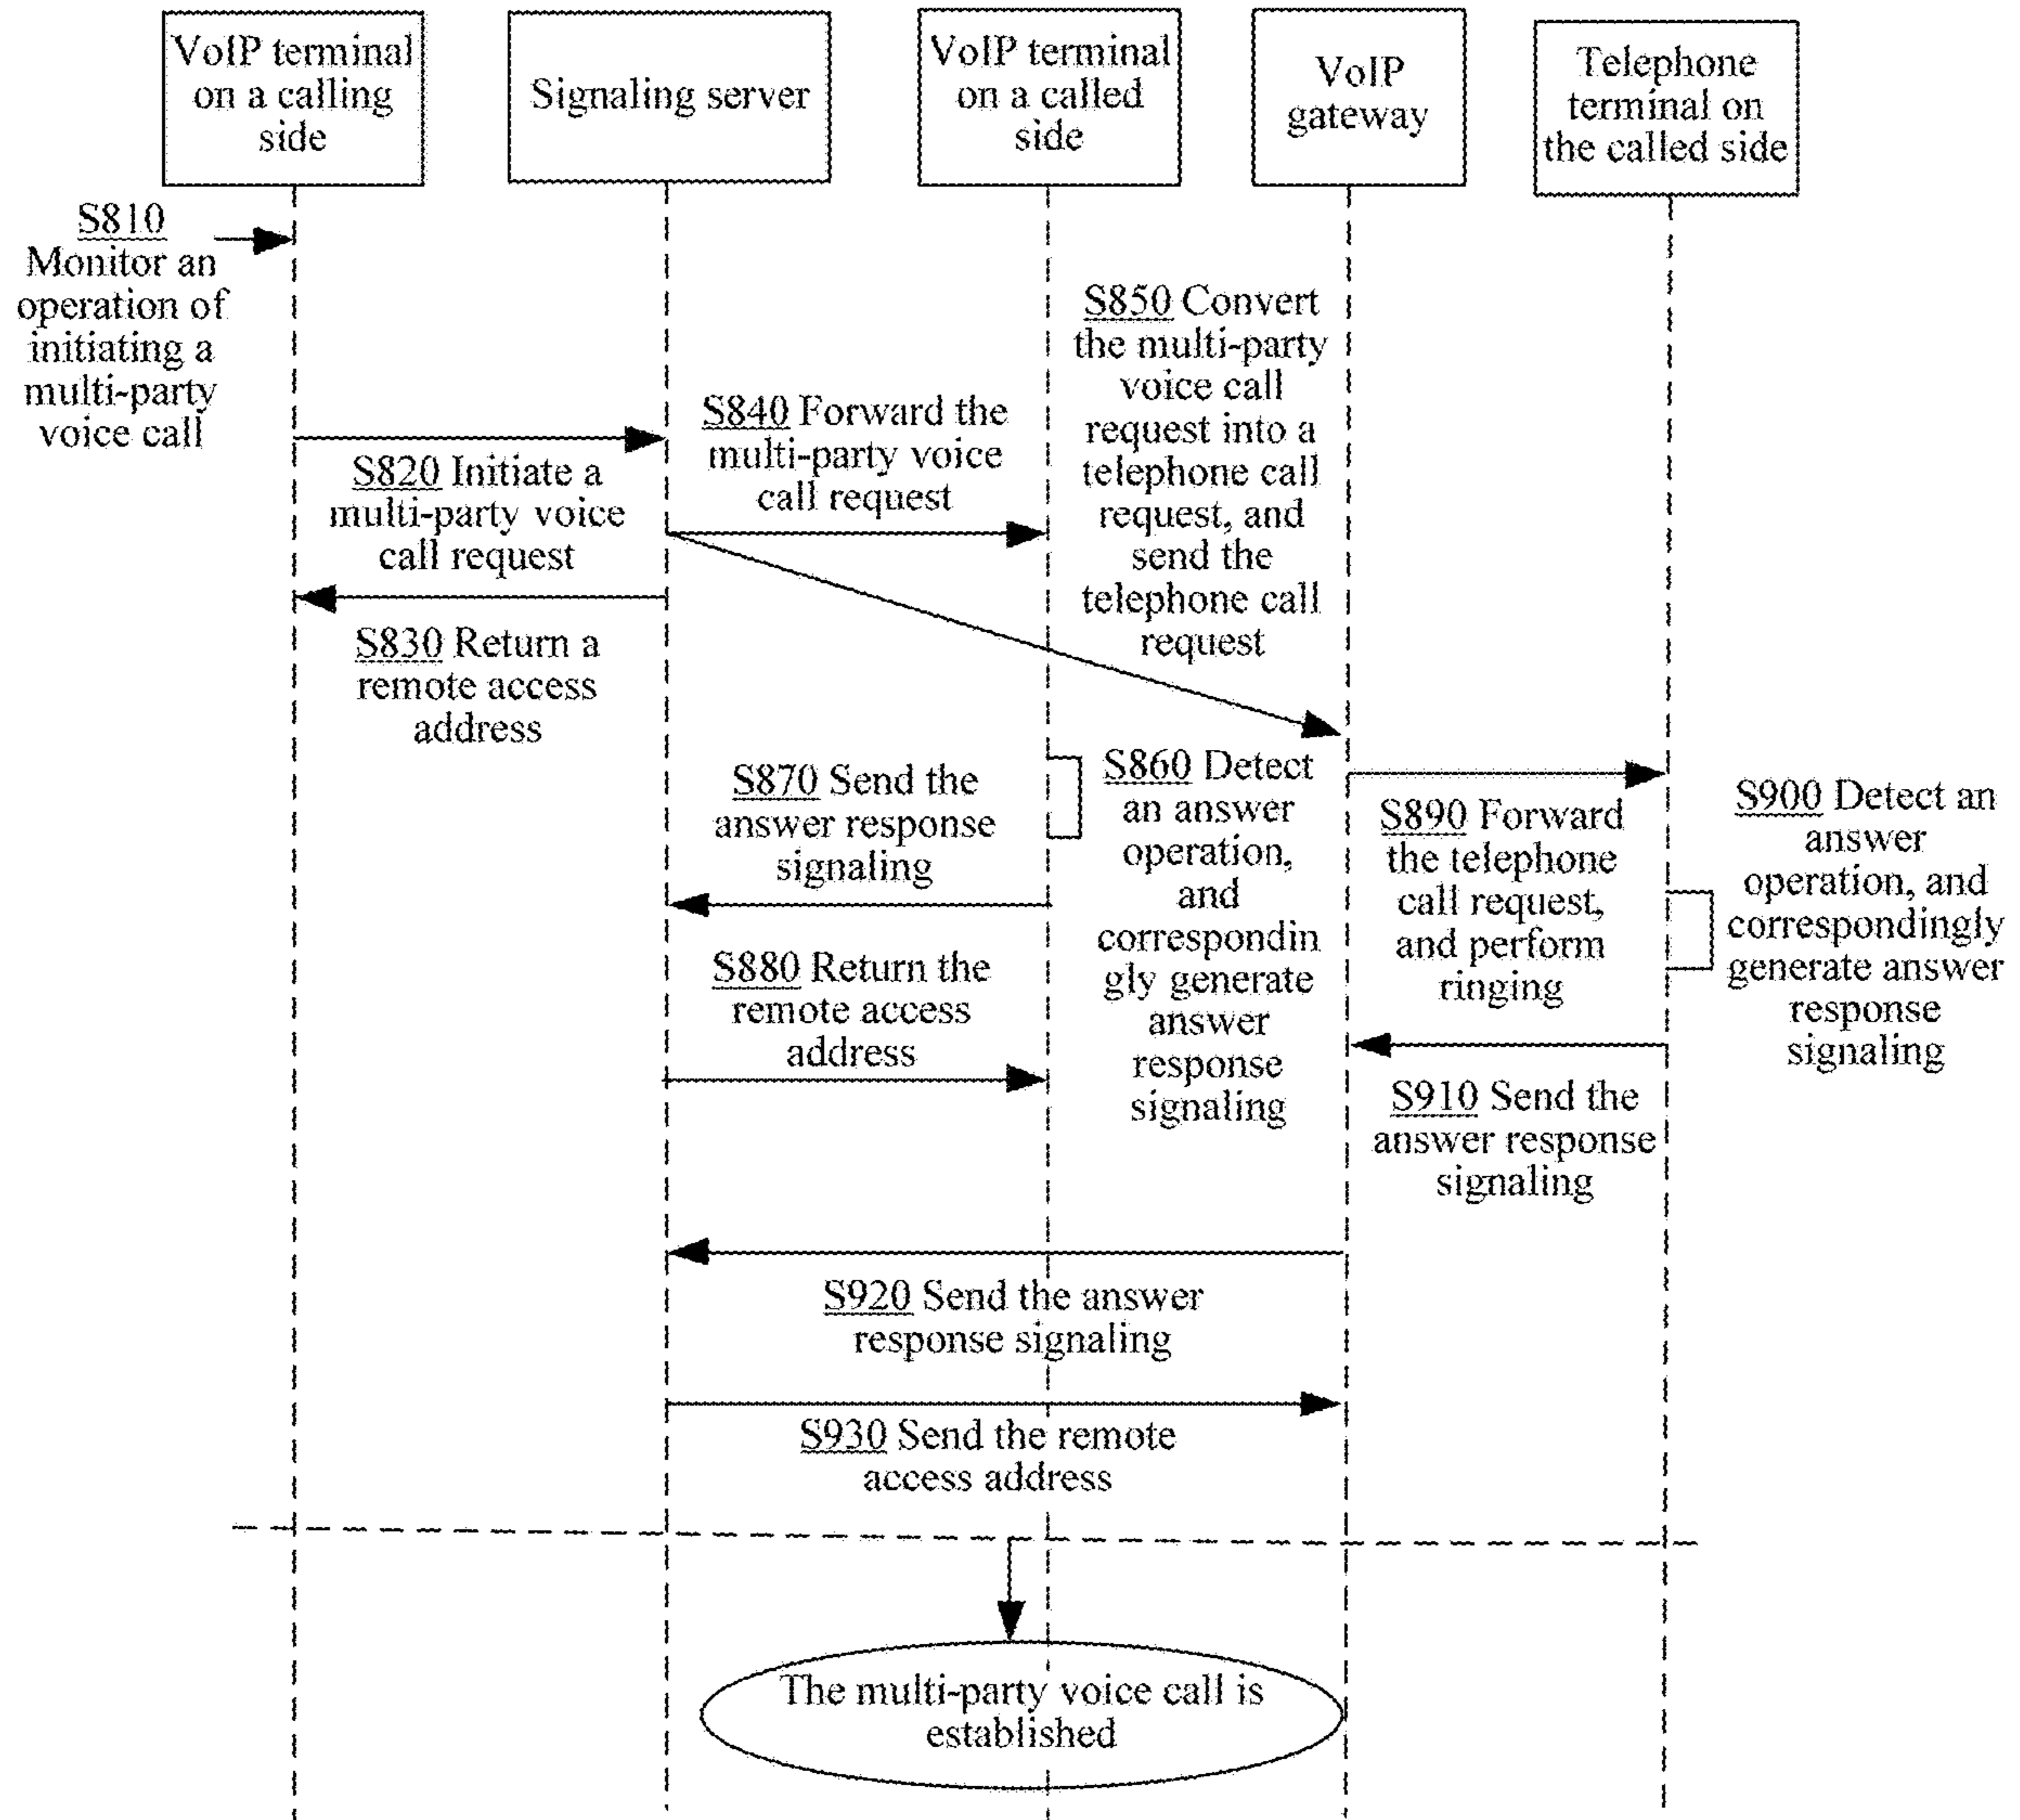 VoIP terminal
on a calling
side
Signaling server
VoIP terminal
on a called
side
VoIP
gateway
Telephone
terminal on
the called side
S810
Monitor an
operation of
initiating a
multi-party
voice call
S820 Initiate a
multi-party voice
call request
S830 Return a
remote access
address
S840 Forward the
multi-party voice
call request
S850 Convert
the multi-party
voice call
request into a
telephone call
request, and
send the
telephone call
request
S860 Detect
an answer
operation,
and
correspondin
gly generate
answer
response
signaling
S870 Send the
answer response
signaling
S880 Return the
remote access
address
S890 Forward
the telephone
call request,
and perform
ringing
S900 Detect an
answer
operation, and
correspondingly
generate answer
response
signaling
S910 Send the
answer response
signaling
S920 Send the answer
response signaling
S930 Send the remote
access address
The multi-party voice call is
established